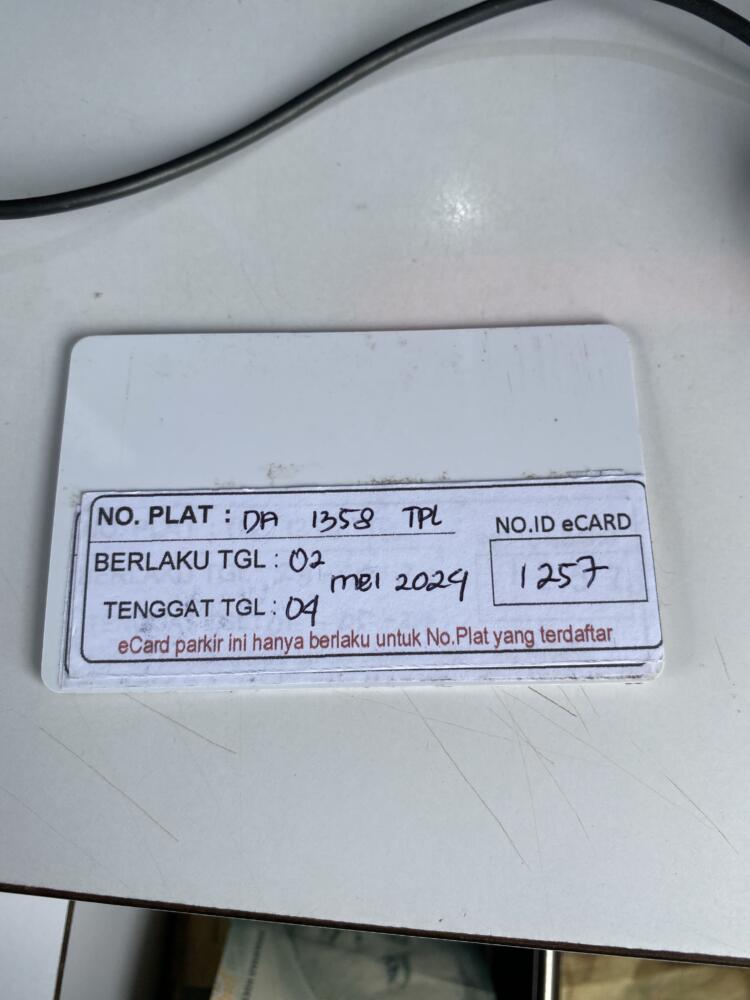 NO. PLAT : DA 1358 TPL
NO.ID eCARD
BERLAKU TGL : 02
mei 2024
1257
TENGGAT TGL : 04
eCard parkir ini hanya berlaku untuk No.Plat yang terdaftar